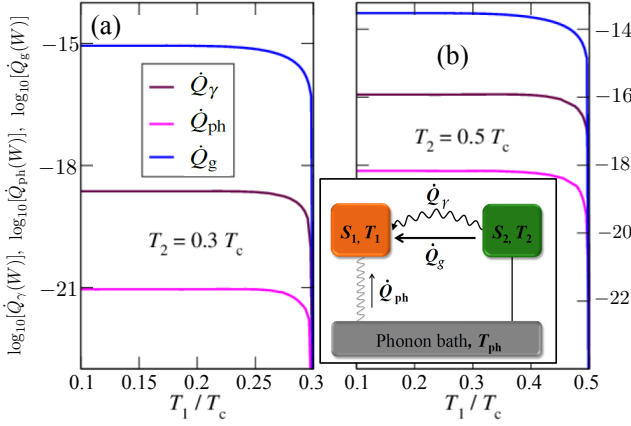 log₁₀[Q̇γ(W)], log₁₀[Q̇ph(W)], log₁₀[Q̇g(W)]
(a)
−15
−18
−21
Q̇γ
Q̇ph
Q̇g
T₂ = 0.3 Tc
0.1 0.15 0.2 0.25 0.3
T₁ / Tc
(b)
−14
−16
−18
−20
−22
T₂ = 0.5 Tc
0.1 0.2 0.3 0.4 0.5
T₁ / Tc
Q̇γ
S₁, T₁
S₂, T₂
Q̇g
Q̇ph
Phonon bath, Tph